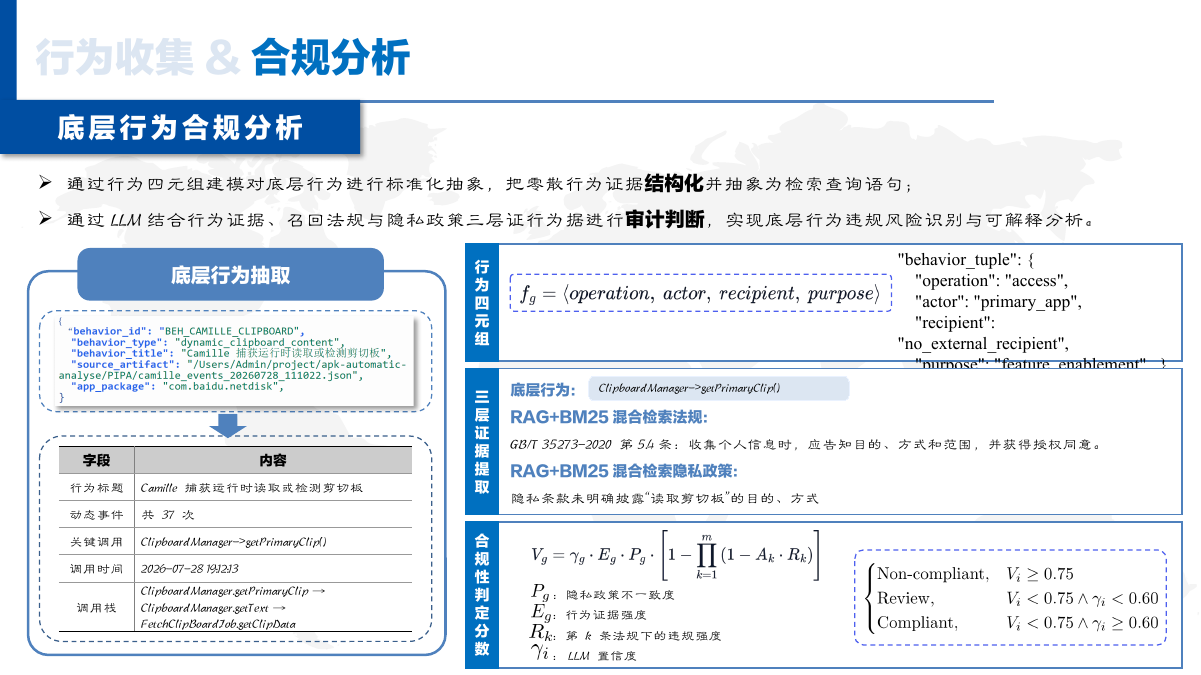 行为收集 & 合规分析
底层行为合规分析
➢ 通过行为四元组建模对底层行为进行标准化抽象，把零散行为证据结构化并抽象为检索查询语句；
➢ 通过 LLM 结合行为证据、召回法规与隐私政策三层证行为据进行审计判断，实现底层行为违规风险识别与可解释分析。
底层行为抽取
{
"behavior_id": "BEH_CAMILLE_CLIPBOARD",
"behavior_type": "dynamic_clipboard_content",
"behavior_title": "Camille 捕获运行时读取或检测剪切板",
"source_artifact": "/Users/Admin/project/apk-automatic-
analyse/PIPA/camille_events_20260728_111022.json",
"app_package": "com.baidu.netdisk",
}
字段 内容
行为标题 Camille 捕获运行时读取或检测剪切板
动态事件 共 37 次
关键调用 ClipboardManager->getPrimaryClip()
调用时间 2026-07-28 19:12:13
调用栈 ClipboardManager.getPrimaryClip →
ClipboardManager.getText →
FetchClipBoardJob.getClipData
行为四元组
f_g = ⟨operation, actor, recipient, purpose⟩
"behavior_tuple": {
"operation": "access",
"actor": "primary_app",
"recipient":
"no_external_recipient",
"purpose": "feature_enablement" }
三层证据提取
底层行为: ClipboardManager->getPrimaryClip()
RAG+BM25 混合检索法规:
GB/T 35273-2020 第 5.4 条：收集个人信息时，应告知目的、方式和范围，并获得授权同意。
RAG+BM25 混合检索隐私政策:
隐私条款未明确披露“读取剪切板”的目的、方式
合规性判定分数
V_g = γ_g · E_g · P_g · [1 − ∏_{k=1}^{m} (1 − A_k · R_k)]
P_g：隐私政策不一致度
E_g：行为证据强度
R_k：第 k 条法规下的违规强度
γ_i：LLM 置信度
Non-compliant, V_i ≥ 0.75
Review, V_i < 0.75 ∧ γ_i < 0.60
Compliant, V_i < 0.75 ∧ γ_i ≥ 0.60